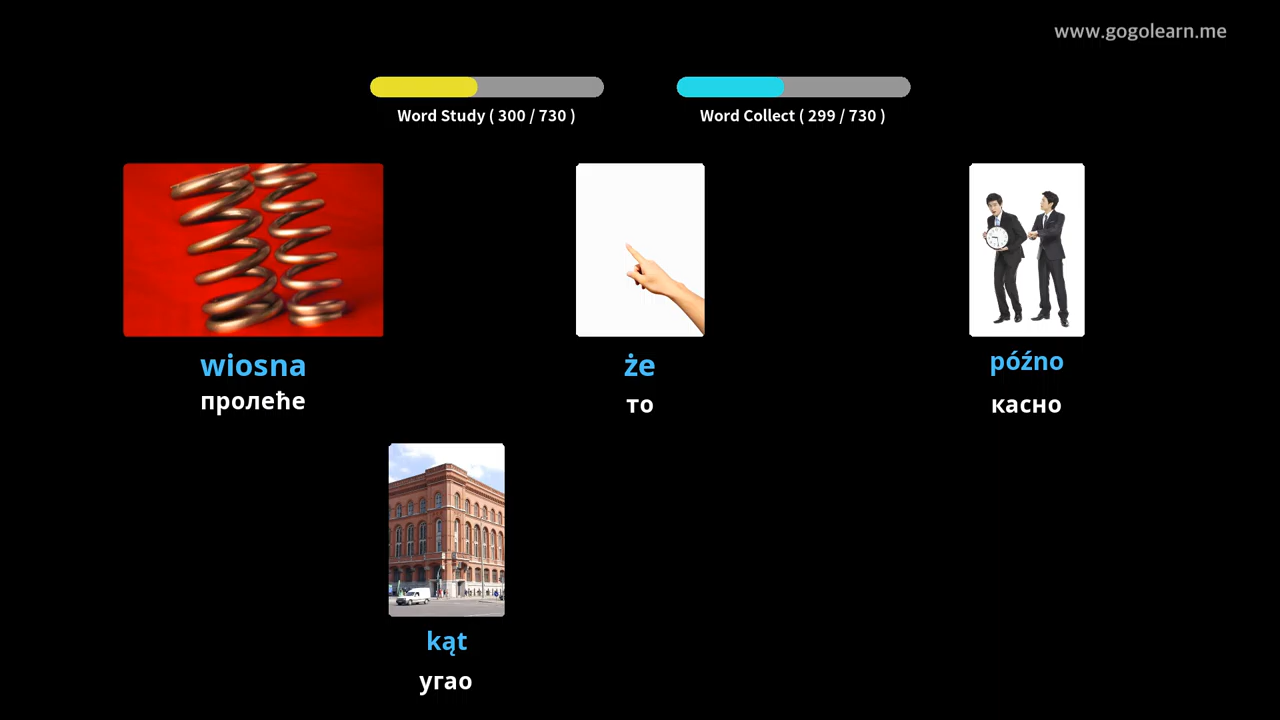 www.gogolearn.me
Word Study ( 300 / 730 )
Word Collect ( 299 / 730 )
wiosna
пролеће
że
то
późno
касно
kąt
угао